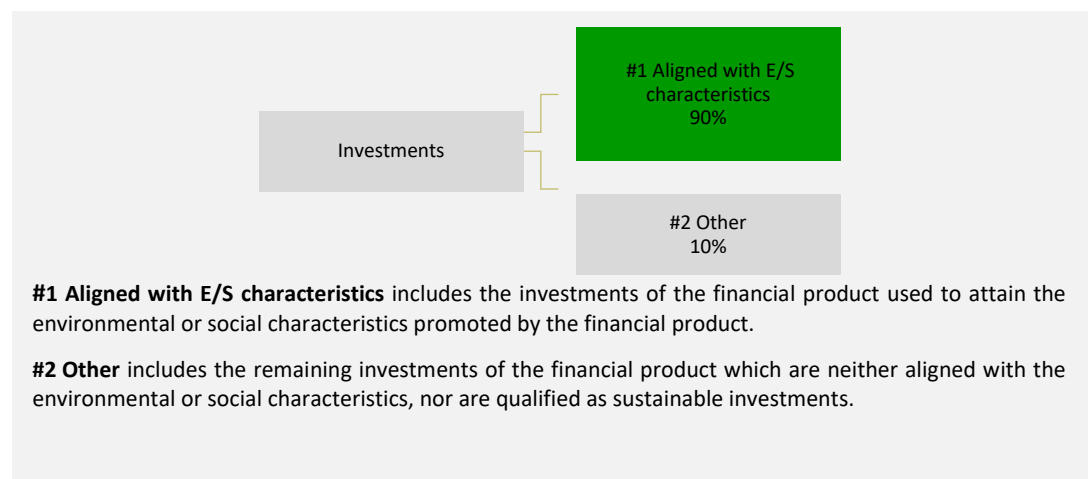 #1 Aligned with E/S
characteristics
90%
Investments
#2 Other
10%
#1 Aligned with E/S characteristics includes the investments of the financial product used to attain the
environmental or social characteristics promoted by the financial product.
#2 Other includes the remaining investments of the financial product which are neither aligned with the
environmental or social characteristics, nor are qualified as sustainable investments.